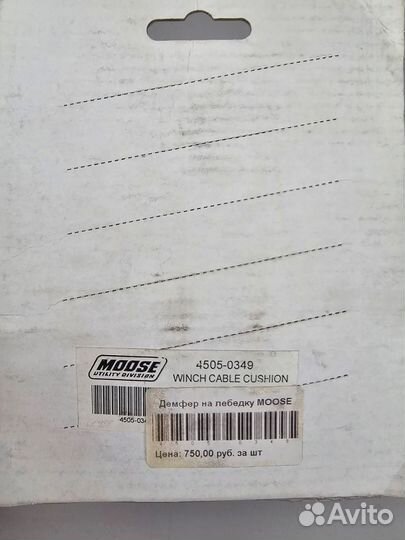 MOOSE
UTILITY DIVISION
4505-0349
WINCH CABLE CUSHION
4505-034
Демфер на лебедку MOOSE
Цена: 750,00 руб. за шт
Avito